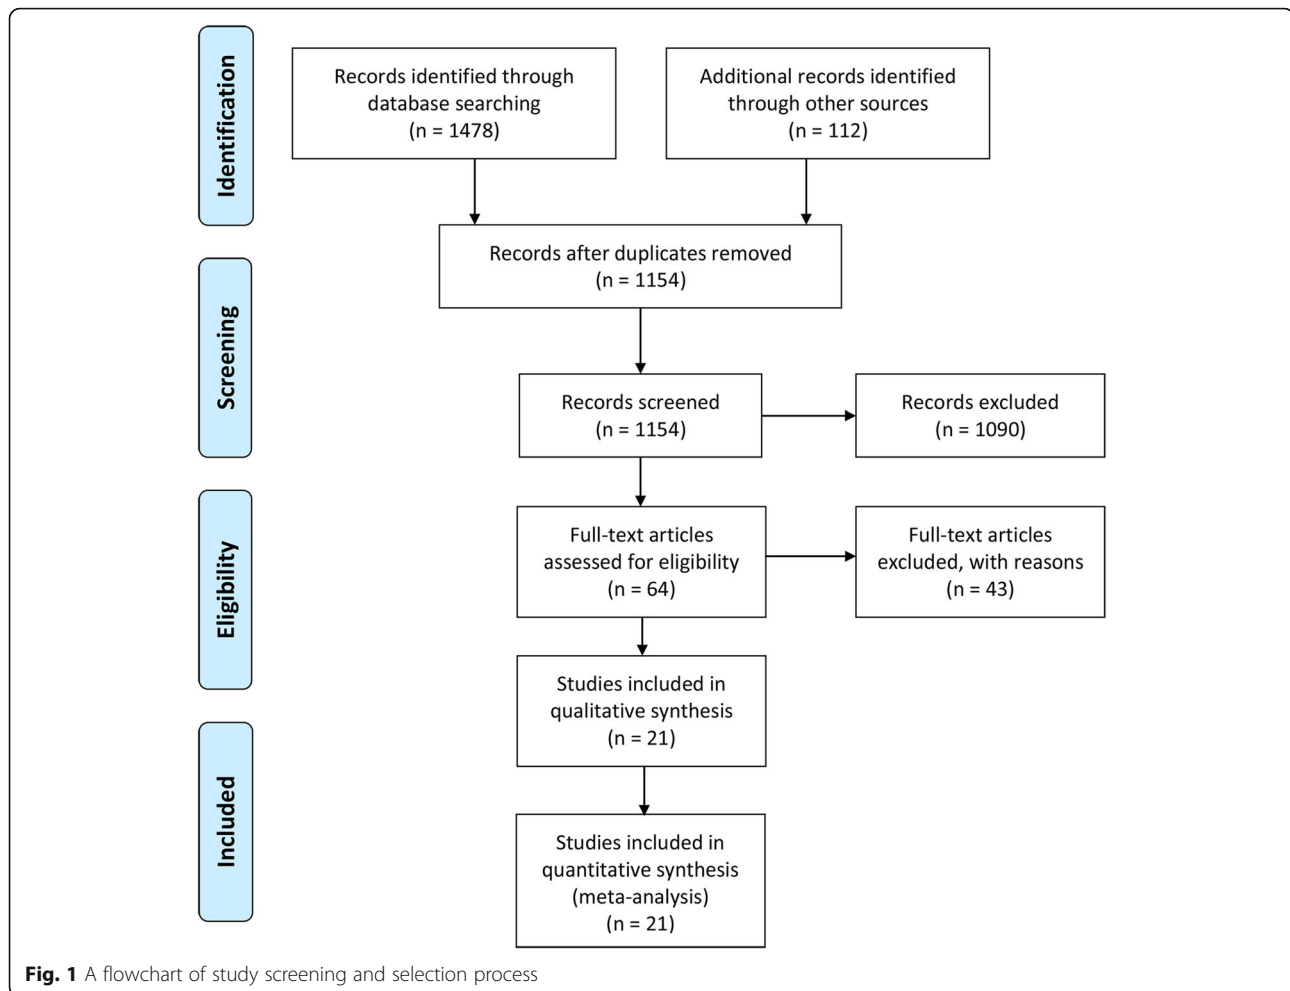 Identification
Records identified through
database searching
(n = 1478)
Additional records identified
through other sources
(n = 112)
Records after duplicates removed
(n = 1154)
Screening
Records screened
(n = 1154)
Records excluded
(n = 1090)
Eligibility
Full-text articles
assessed for eligibility
(n = 64)
Full-text articles
excluded, with reasons
(n = 43)
Studies included in
qualitative synthesis
(n = 21)
Included
Studies included in
quantitative synthesis
(meta-analysis)
(n = 21)
Fig. 1 A flowchart of study screening and selection process